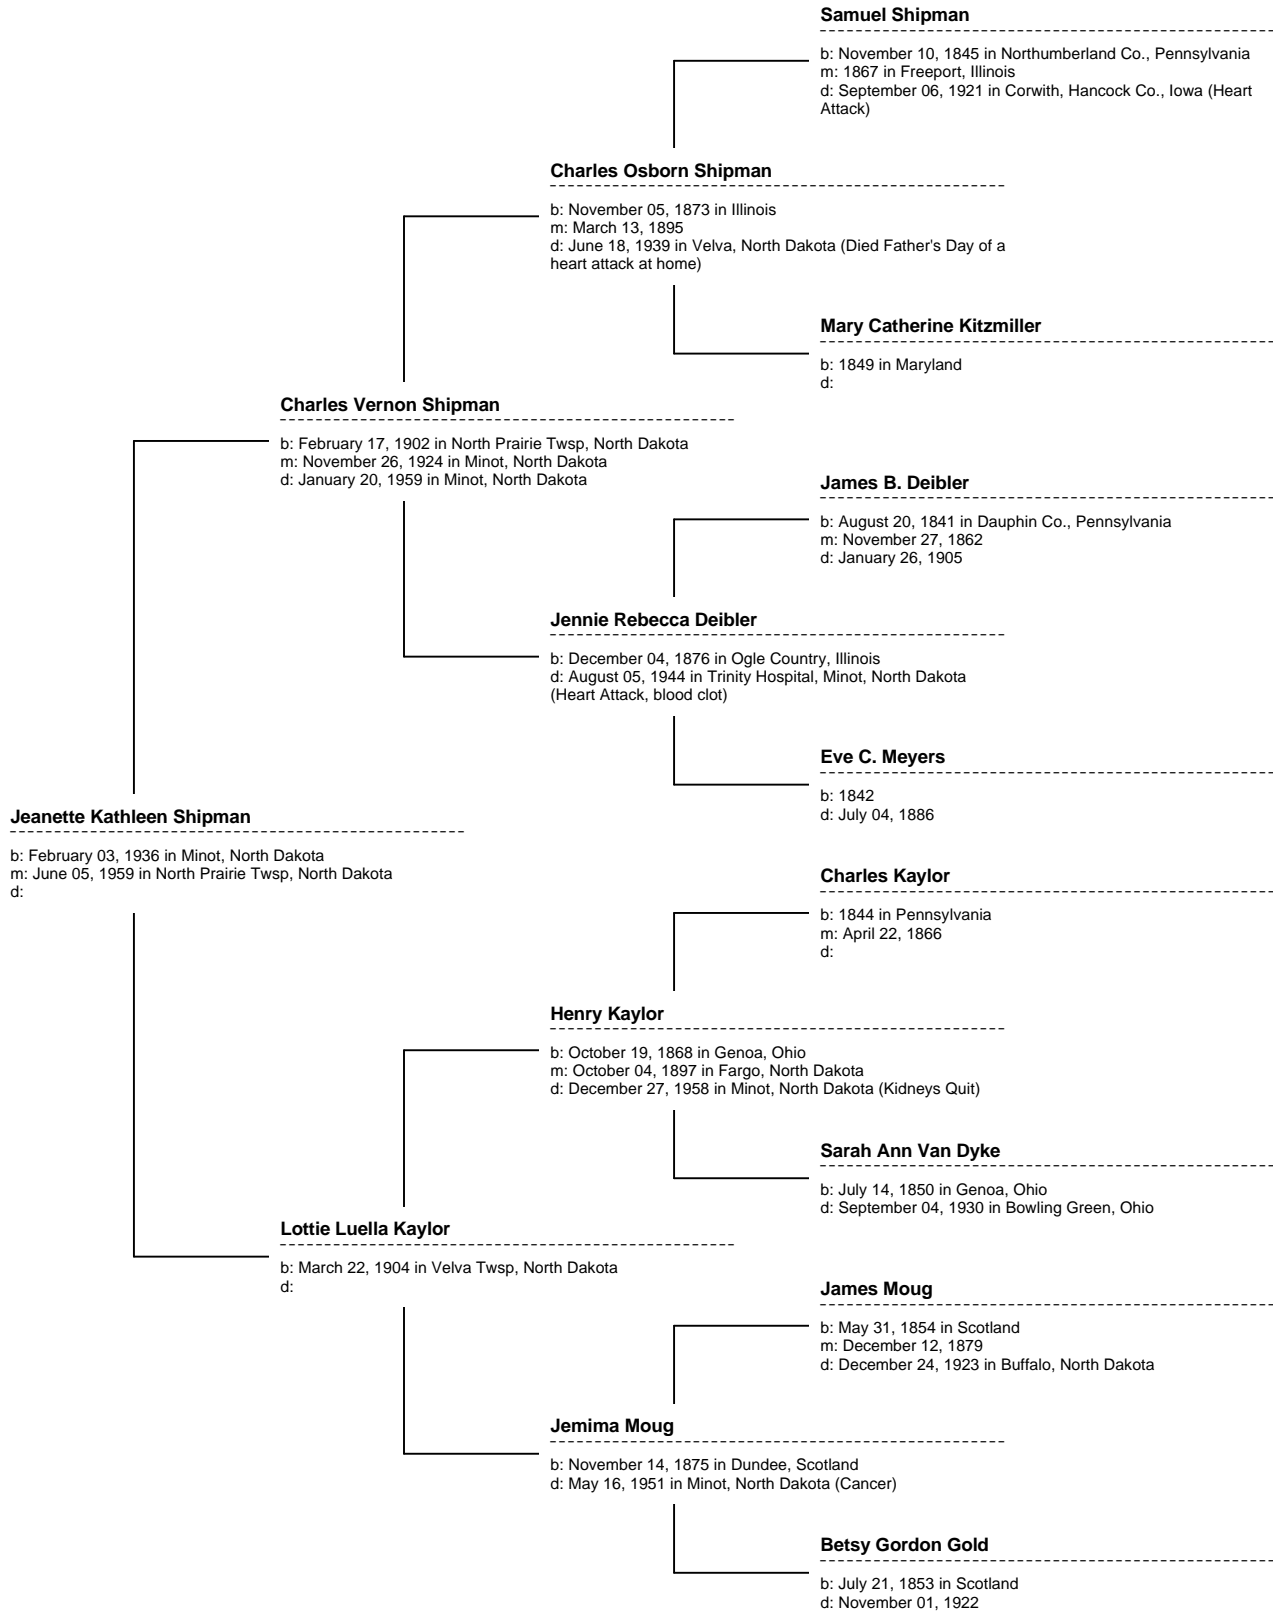 Samuel Shipman
b: November 10, 1845 in Northumberland Co., Pennsylvania
m: 1867 in Freeport, Illinois
d: September 06, 1921 in Corwith, Hancock Co., Iowa (Heart
Attack)
Charles Osborn Shipman
b: November 05, 1873 in Illinois
m: March 13, 1895
d: June 18, 1939 in Velva, North Dakota (Died Father's Day of a
heart attack at home)
Mary Catherine Kitzmiller
b: 1849 in Maryland
d:
Charles Vernon Shipman
b: February 17, 1902 in North Prairie Twsp, North Dakota
m: November 26, 1924 in Minot, North Dakota
d: January 20, 1959 in Minot, North Dakota
James B. Deibler
b: August 20, 1841 in Dauphin Co., Pennsylvania
m: November 27, 1862
d: January 26, 1905
Jennie Rebecca Deibler
b: December 04, 1876 in Ogle Country, Illinois
d: August 05, 1944 in Trinity Hospital, Minot, North Dakota
(Heart Attack, blood clot)
Eve C. Meyers
b: 1842
d: July 04, 1886
Jeanette Kathleen Shipman
b: February 03, 1936 in Minot, North Dakota
m: June 05, 1959 in North Prairie Twsp, North Dakota
d:
Charles Kaylor
b: 1844 in Pennsylvania
m: April 22, 1866
d:
Henry Kaylor
b: October 19, 1868 in Genoa, Ohio
m: October 04, 1897 in Fargo, North Dakota
d: December 27, 1958 in Minot, North Dakota (Kidneys Quit)
Sarah Ann Van Dyke
b: July 14, 1850 in Genoa, Ohio
d: September 04, 1930 in Bowling Green, Ohio
Lottie Luella Kaylor
b: March 22, 1904 in Velva Twsp, North Dakota
d:
James Moug
b: May 31, 1854 in Scotland
m: December 12, 1879
d: December 24, 1923 in Buffalo, North Dakota
Jemima Moug
b: November 14, 1875 in Dundee, Scotland
d: May 16, 1951 in Minot, North Dakota (Cancer)
Betsy Gordon Gold
b: July 21, 1853 in Scotland
d: November 01, 1922